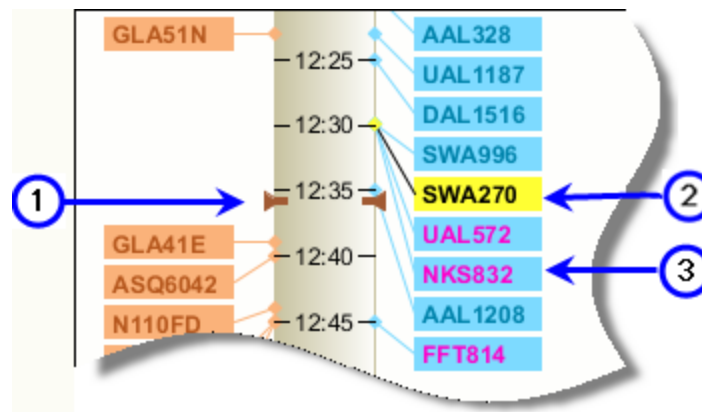 GLA51N
AAL328
12:25
UAL1187
DAL1516
12:30
SWA996
1
12:35
SWA270
2
GLA41E
UAL572
12:40
NKS832
3
ASQ6042
N110FD
12:45
AAL1208
FFT814